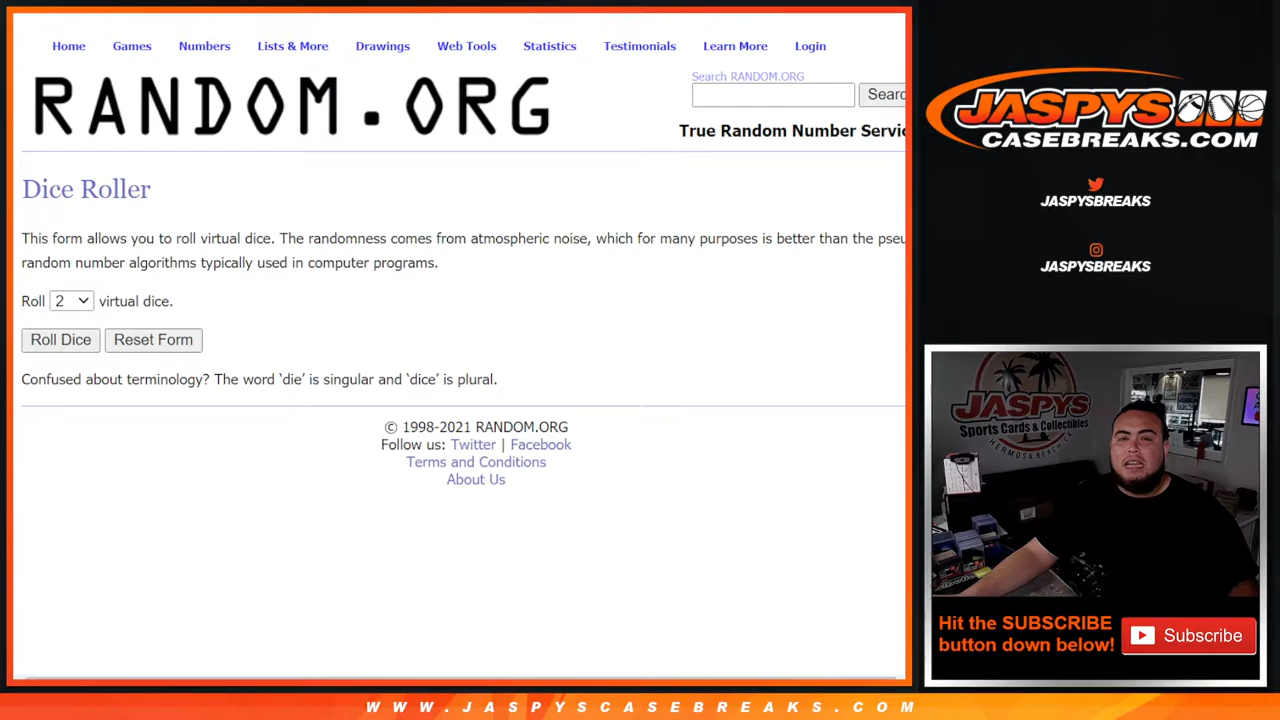 Home Games Numbers Lists & More Drawings Web Tools Statistics Testimonials Learn More Login
RANDOM.ORG
Search RANDOM.ORG
Searc
True Random Number Servic
Dice Roller
This form allows you to roll virtual dice. The randomness comes from atmospheric noise, which for many purposes is better than the pseu
random number algorithms typically used in computer programs.
Roll 2 virtual dice.
Roll Dice Reset Form
Confused about terminology? The word ‘die’ is singular and ‘dice’ is plural.
© 1998-2021 RANDOM.ORG
Follow us: Twitter | Facebook
Terms and Conditions
About Us
JASPYS
CASEBREAKS.COM
JASPYSBREAKS
JASPYSBREAKS
JASPYS
Sports Cards & Collectibles
HERMOSA BEACH CA
Hit the SUBSCRIBE
button down below!
Subscribe
WWW.JASPYSCASEBREAKS.COM